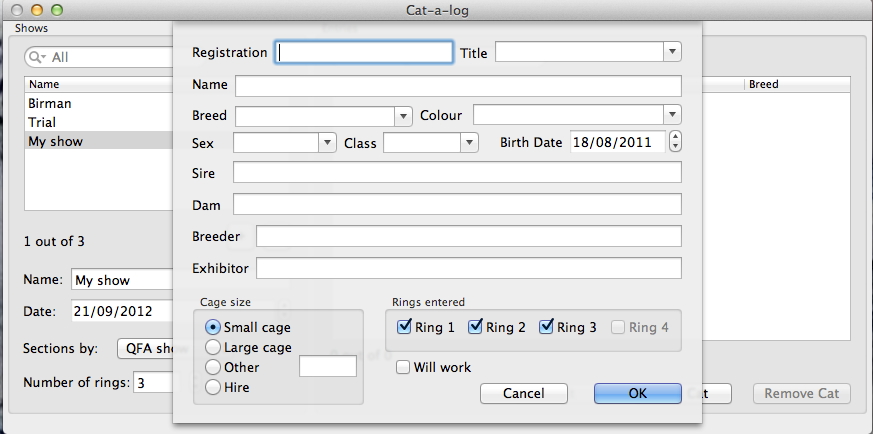 Cat-a-log
Shows
All
Name
Birman
Trial
My show
1 out of 3
Name: My show
Date: 21/09/2012
Sections by: QFA sho
Number of rings: 3
Registration Title
Name
Breed Colour
Sex Class Birth Date 18/08/2011
Sire
Dam
Breeder
Exhibitor
Cage size
Small cage
Large cage
Other
Hire
Rings entered
Ring 1 Ring 2 Ring 3 Ring 4
Will work
Cancel OK
Breed
at Remove Cat